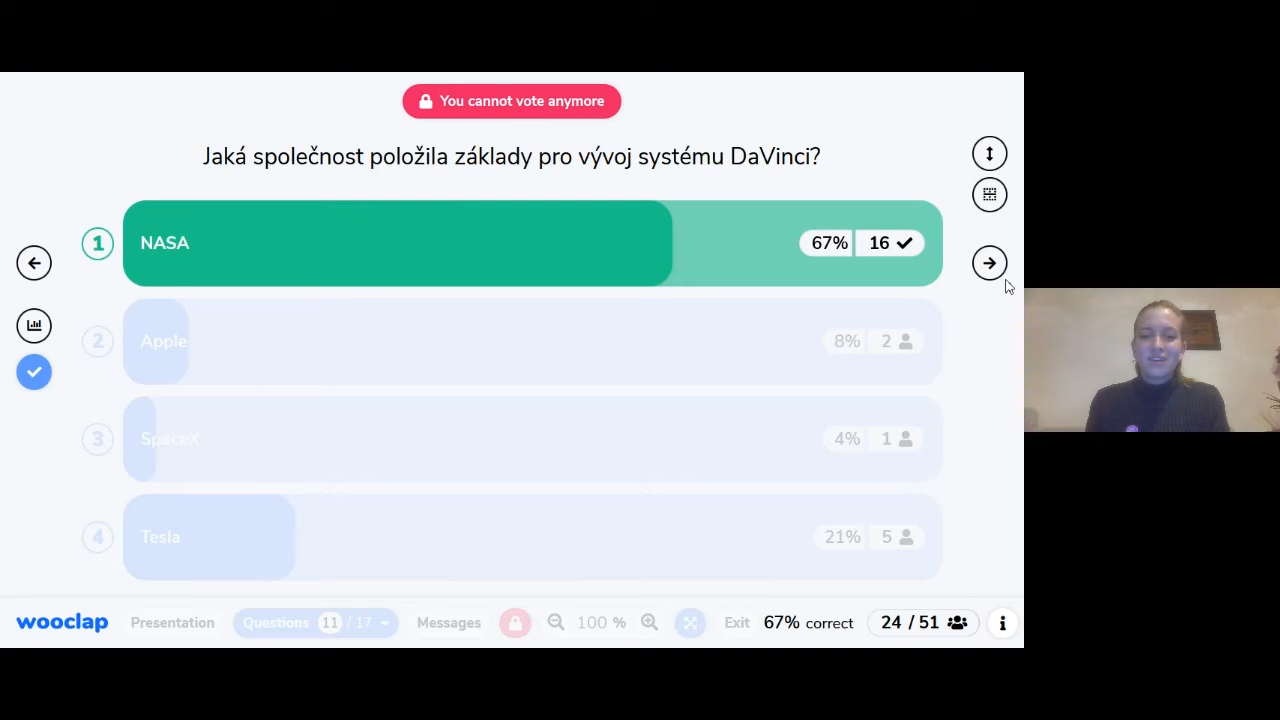 You cannot vote anymore
Jaká společnost položila základy pro vývoj systému DaVinci?
1 NASA 67% 16
2 Apple 8% 2
3 SpaceX 4% 1
4 Tesla 21% 5
wooclap Presentation Questions 11 / 17 Messages 100 % Exit 67% correct 24 / 51